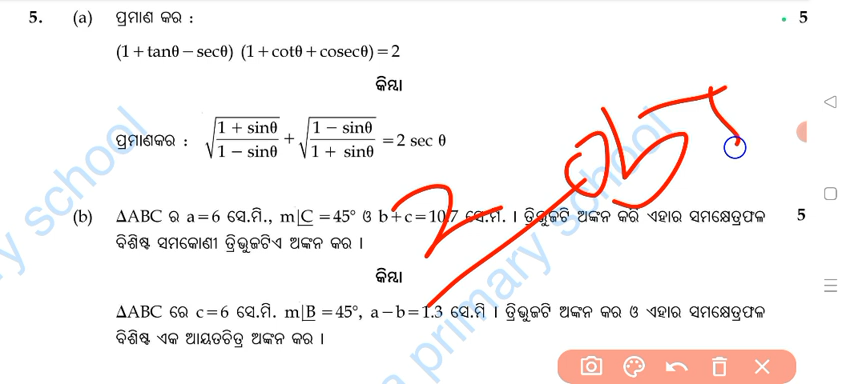 5. (a) ପ୍ରମାଣ କର : 5
(1 + tanθ − secθ) (1 + cotθ + cosecθ) = 2
କିମ୍ବା
ପ୍ରମାଣକର : √((1 + sinθ)/(1 − sinθ)) + √((1 − sinθ)/(1 + sinθ)) = 2 sec θ
(b) ΔABC ର a = 6 ସେ.ମି., m|C = 45° ଓ b + c = 10.7 ସେ.ମି. । ତ୍ରିଭୁଜଟି ଅଙ୍କନ କରି ଏହାର ସମକ୍ଷେତ୍ରଫଳ 5
ବିଶିଷ୍ଟ ସମକୋଣୀ ତ୍ରିଭୁଜଟିଏ ଅଙ୍କନ କର ।
କିମ୍ବା
ΔABC ରେ c = 6 ସେ.ମି. m|B = 45°, a − b = 1.3 ସେ.ମି । ତ୍ରିଭୁଜଟି ଅଙ୍କନ କର ଓ ଏହାର ସମକ୍ଷେତ୍ରଫଳ
ବିଶିଷ୍ଟ ଏକ ଆୟତଚିତ୍ର ଅଙ୍କନ କର ।
ry school
a primary school